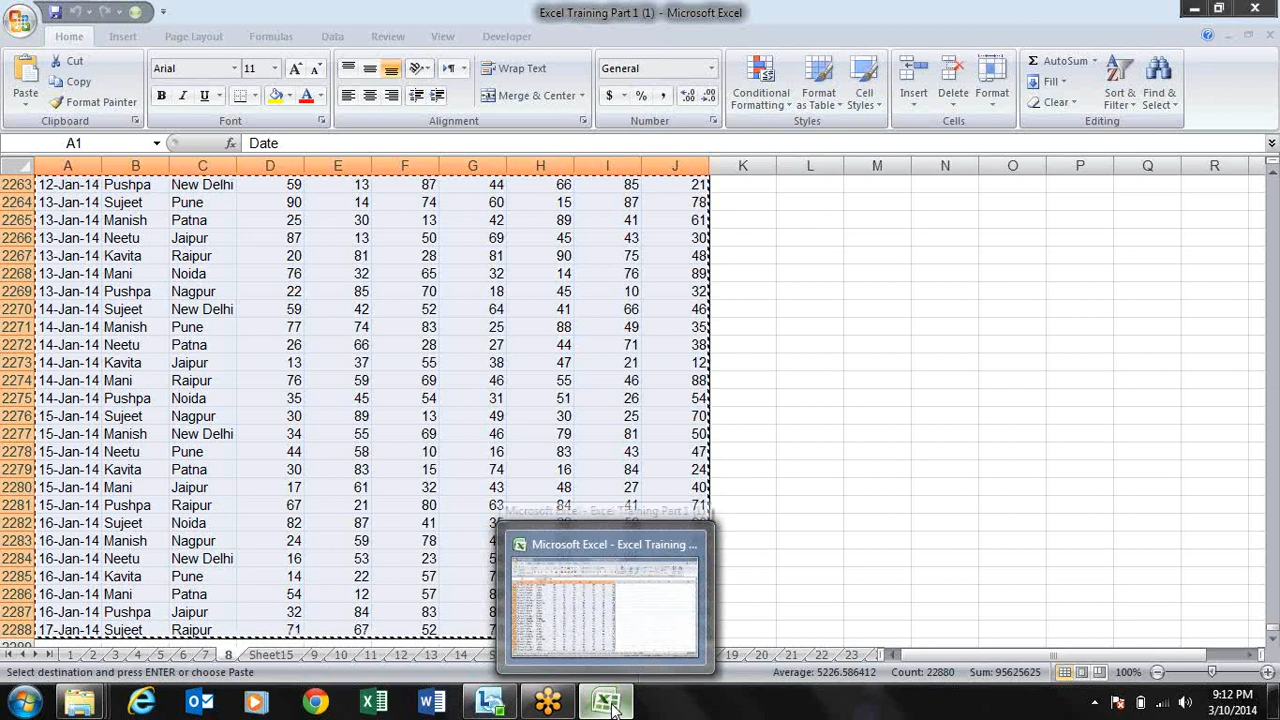 Excel Training Part 1 (1) - Microsoft Excel
Home Insert Page Layout Formulas Data Review View Developer
Paste
Cut
Copy
Format Painter
Clipboard
Arial 11
B I U
Font
Wrap Text
Merge & Center
Alignment
General
$ % ,
Number
Conditional Formatting
Format as Table
Cell Styles
Styles
Insert
Delete
Format
Cells
AutoSum
Fill
Clear
Sort & Filter
Find & Select
Editing
A1 fx Date
A B C D E F G H I J K L M N O P Q R
2263 12-Jan-14 Pushpa New Delhi 59 13 87 44 66 85 21
2264 13-Jan-14 Sujeet Pune 90 14 74 60 15 87 78
2265 13-Jan-14 Manish Patna 25 30 13 42 89 41 61
2266 13-Jan-14 Neetu Jaipur 87 13 50 69 45 43 30
2267 13-Jan-14 Kavita Raipur 20 81 28 81 90 75 48
2268 13-Jan-14 Mani Noida 76 32 65 32 14 76 89
2269 13-Jan-14 Pushpa Nagpur 22 85 70 18 45 10 32
2270 14-Jan-14 Sujeet New Delhi 59 42 52 64 41 66 46
2271 14-Jan-14 Manish Pune 77 74 83 25 88 49 35
2272 14-Jan-14 Neetu Patna 26 66 28 27 44 71 38
2273 14-Jan-14 Kavita Jaipur 13 37 55 38 47 21 12
2274 14-Jan-14 Mani Raipur 76 59 69 46 55 46 88
2275 14-Jan-14 Pushpa Noida 35 45 54 31 51 26 54
2276 15-Jan-14 Sujeet Nagpur 30 89 13 49 30 25 70
2277 15-Jan-14 Manish New Delhi 34 55 69 46 79 81 50
2278 15-Jan-14 Neetu Pune 44 58 10 16 83 43 47
2279 15-Jan-14 Kavita Patna 30 83 15 74 16 84 24
2280 15-Jan-14 Mani Jaipur 17 61 32 43 48 27 40
2281 15-Jan-14 Pushpa Raipur 67 21 80 63 84 41 71
2282 16-Jan-14 Sujeet Noida 82 87 41
2283 16-Jan-14 Manish Nagpur 24 59 78
2284 16-Jan-14 Neetu New Delhi 16 53 23
2285 16-Jan-14 Kavita Pune 22 57
2286 16-Jan-14 Mani Patna 54 12 57
2287 16-Jan-14 Pushpa Jaipur 32 84 83
2288 17-Jan-14 Sujeet Raipur 71 67 52
Microsoft Excel - Excel Training Part 1 (1)
Microsoft Excel - Excel Training ...
1 2 3 4 5 6 7 8 Sheet15 9 10 11 12 13 14 19 20 21 22 23
Select destination and press ENTER or choose Paste Average: 5226.586412 Count: 22880 Sum: 95625625 100%
9:12 PM
3/10/2014